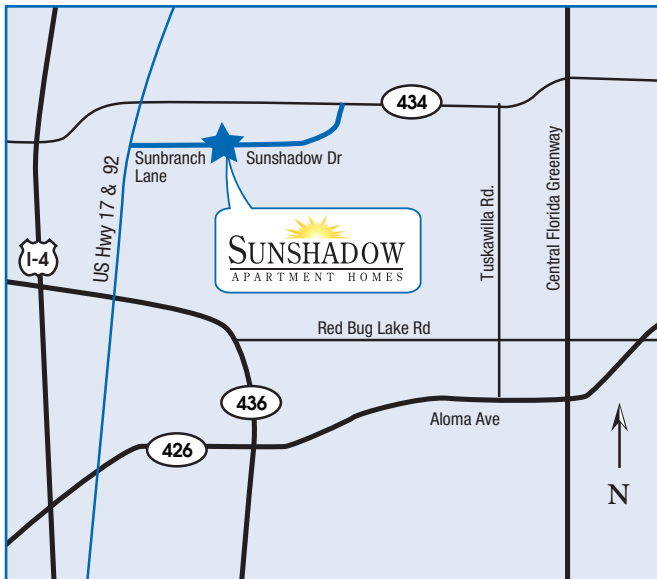 434
Sunbranch
Lane
Sunshadow Dr
US Hwy 17 & 92
SUNSHADOW
APARTMENT HOMES
I-4
Tuskawilla Rd.
Central Florida Greenway
Red Bug Lake Rd
436
Aloma Ave
426
N